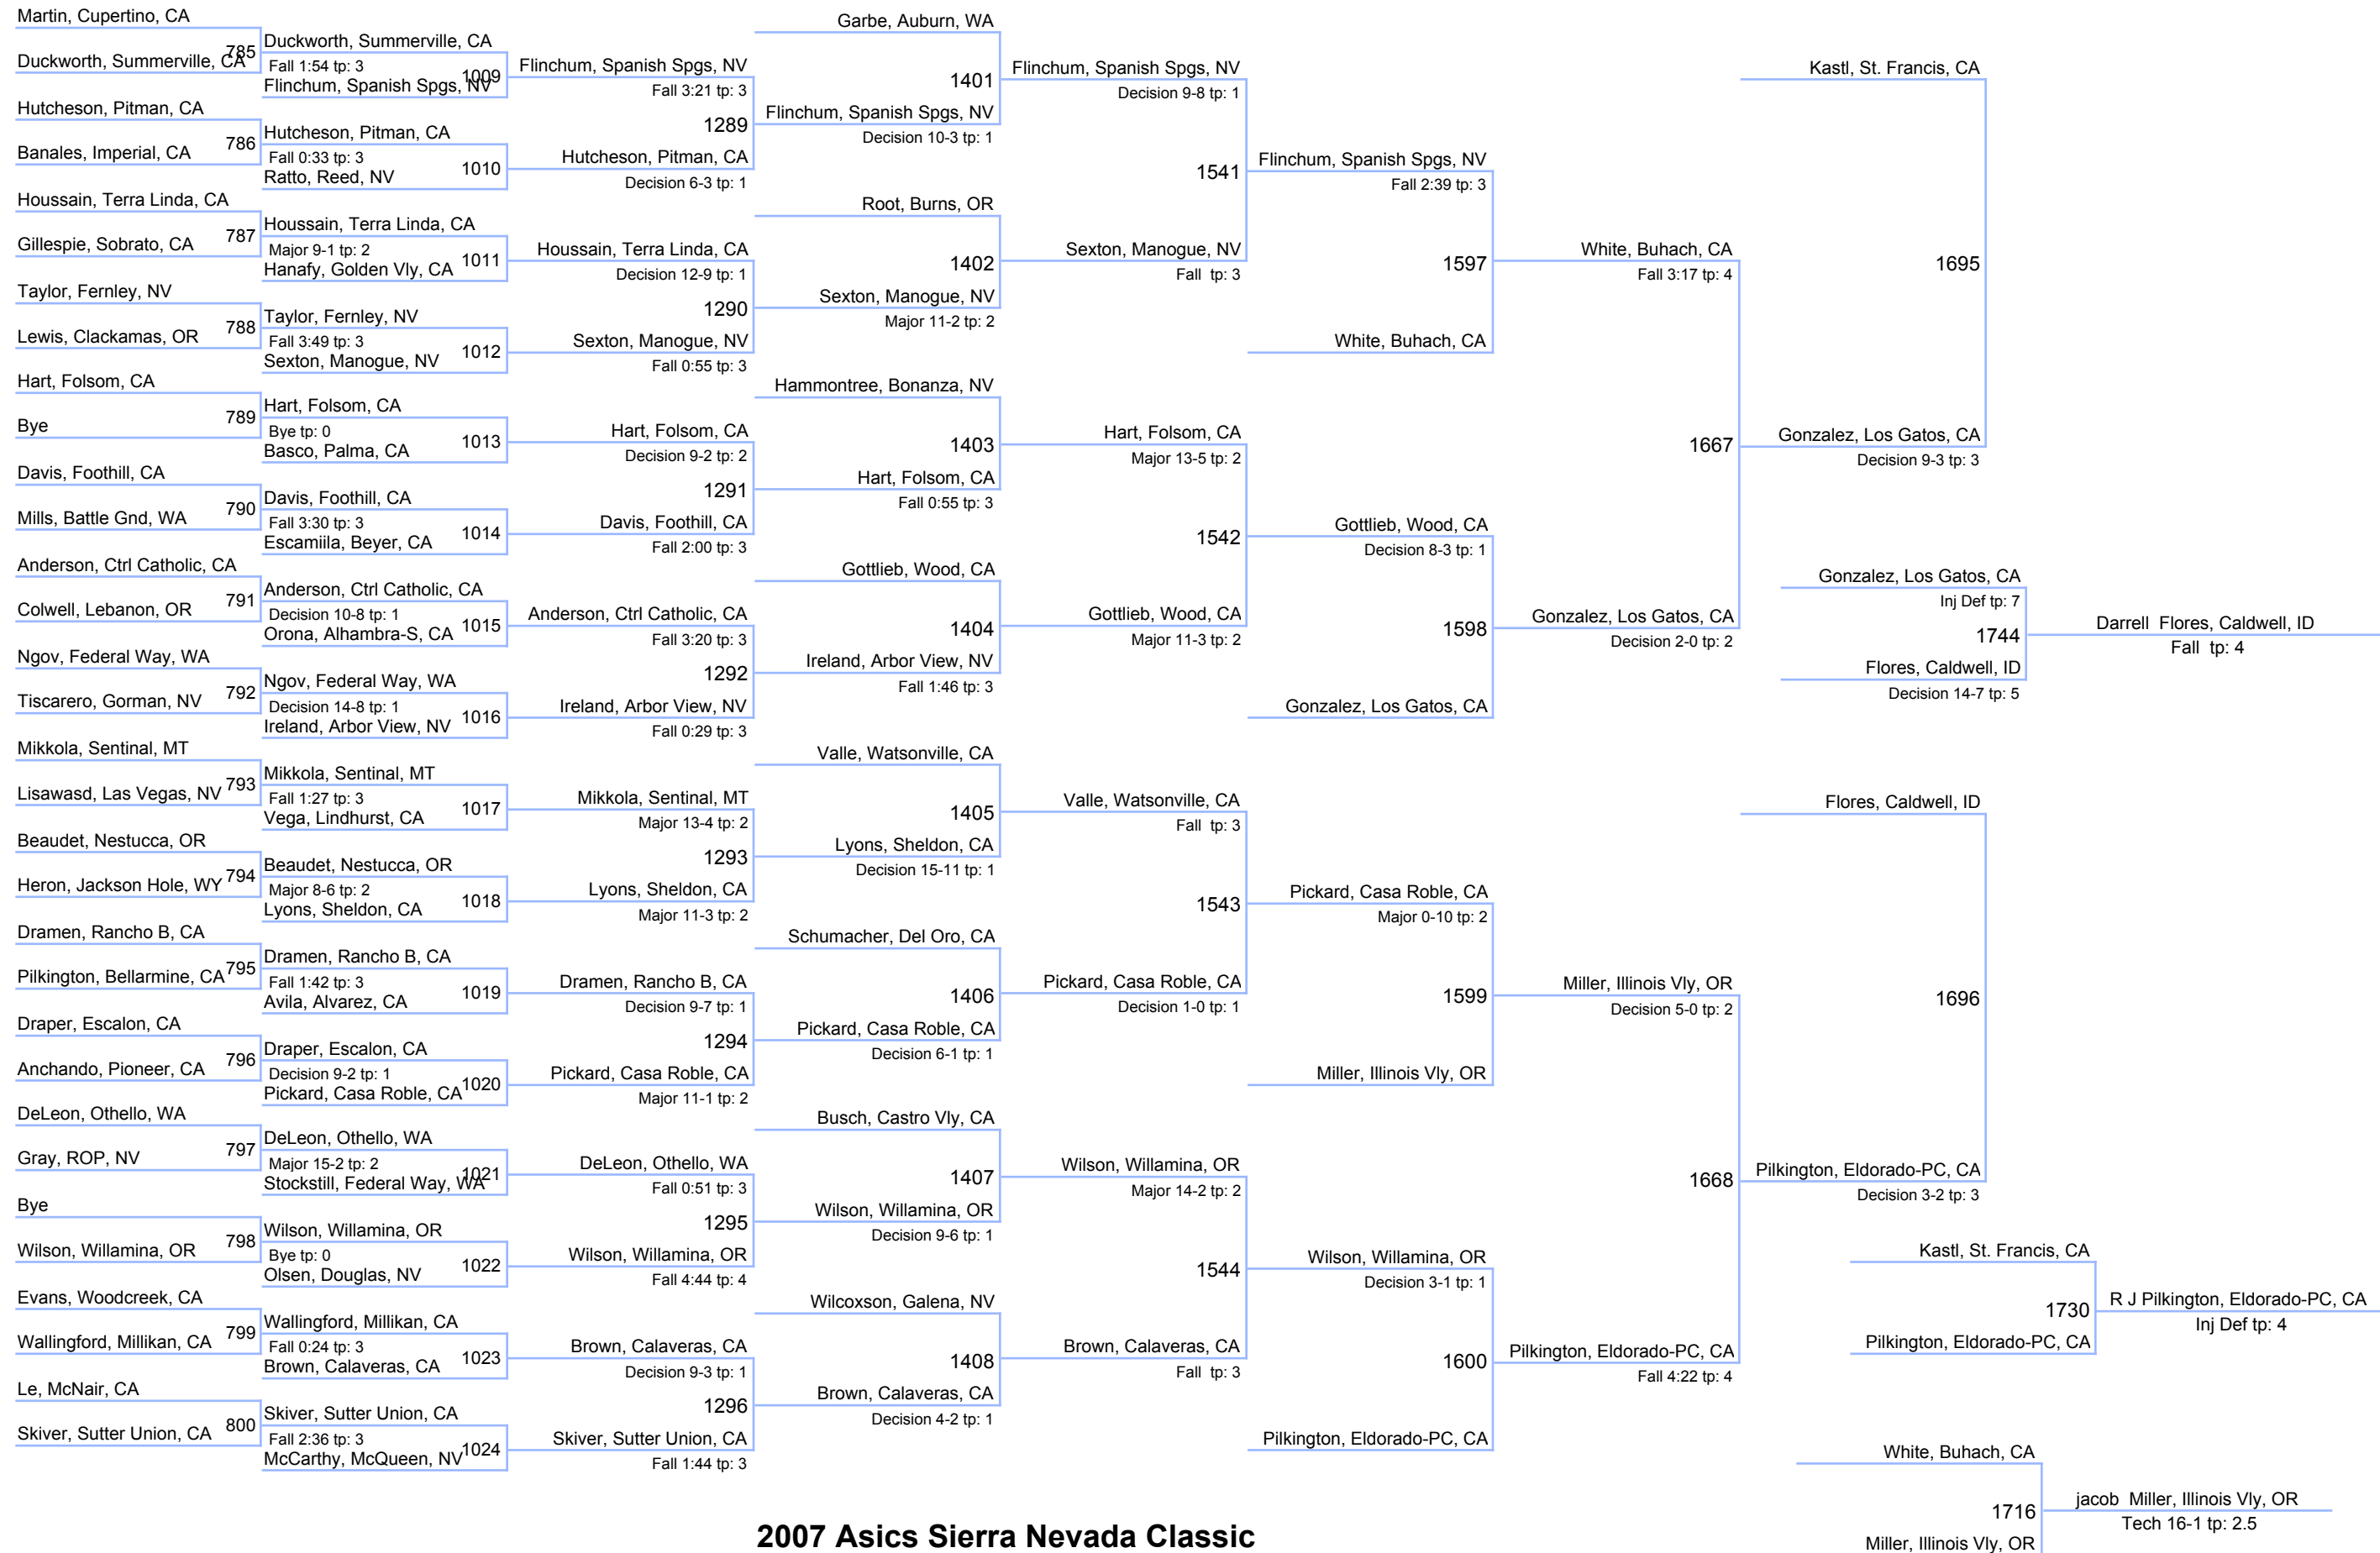 Martin, Cupertino, CA
785
Duckworth, Summerville, CA
Hutcheson, Pitman, CA
786
Banales, Imperial, CA
Houssain, Terra Linda, CA
787
Gillespie, Sobrato, CA
Taylor, Fernley, NV
788
Lewis, Clackamas, OR
Hart, Folsom, CA
789
Bye
Davis, Foothill, CA
790
Mills, Battle Gnd, WA
Anderson, Ctrl Catholic, CA
791
Colwell, Lebanon, OR
Ngov, Federal Way, WA
792
Tiscarero, Gorman, NV
Mikkola, Sentinal, MT
793
Lisawasd, Las Vegas, NV
Beaudet, Nestucca, OR
794
Heron, Jackson Hole, WY
Dramen, Rancho B, CA
795
Pilkington, Bellarmine, CA
Draper, Escalon, CA
796
Anchando, Pioneer, CA
DeLeon, Othello, WA
797
Gray, ROP, NV
Bye
798
Wilson, Willamina, OR
Evans, Woodcreek, CA
799
Wallingford, Millikan, CA
Le, McNair, CA
800
Skiver, Sutter Union, CA
Duckworth, Summerville, CA
Fall 1:54 tp: 3
1009
Flinchum, Spanish Spgs, NV
Hutcheson, Pitman, CA
Fall 0:33 tp: 3
1010
Ratto, Reed, NV
Houssain, Terra Linda, CA
Major 9-1 tp: 2
1011
Hanafy, Golden Vly, CA
Taylor, Fernley, NV
Fall 3:49 tp: 3
1012
Sexton, Manogue, NV
Hart, Folsom, CA
Bye tp: 0
1013
Basco, Palma, CA
Davis, Foothill, CA
Fall 3:30 tp: 3
1014
Escamiila, Beyer, CA
Anderson, Ctrl Catholic, CA
Decision 10-8 tp: 1
1015
Orona, Alhambra-S, CA
Ngov, Federal Way, WA
Decision 14-8 tp: 1
1016
Ireland, Arbor View, NV
Mikkola, Sentinal, MT
Fall 1:27 tp: 3
1017
Vega, Lindhurst, CA
Beaudet, Nestucca, OR
Major 8-6 tp: 2
1018
Lyons, Sheldon, CA
Dramen, Rancho B, CA
Fall 1:42 tp: 3
1019
Avila, Alvarez, CA
Draper, Escalon, CA
Decision 9-2 tp: 1
1020
Pickard, Casa Roble, CA
DeLeon, Othello, WA
Major 15-2 tp: 2
1021
Stockstill, Federal Way, WA
Wilson, Willamina, OR
Bye tp: 0
1022
Olsen, Douglas, NV
Wallingford, Millikan, CA
Fall 0:24 tp: 3
1023
Brown, Calaveras, CA
Skiver, Sutter Union, CA
Fall 2:36 tp: 3
1024
McCarthy, McQueen, NV
Flinchum, Spanish Spgs, NV
Fall 3:21 tp: 3
1289
Hutcheson, Pitman, CA
Decision 6-3 tp: 1
Houssain, Terra Linda, CA
Decision 12-9 tp: 1
1290
Sexton, Manogue, NV
Fall 0:55 tp: 3
Hart, Folsom, CA
Decision 9-2 tp: 2
1291
Davis, Foothill, CA
Fall 2:00 tp: 3
Anderson, Ctrl Catholic, CA
Fall 3:20 tp: 3
1292
Ireland, Arbor View, NV
Fall 0:29 tp: 3
Mikkola, Sentinal, MT
Major 13-4 tp: 2
1293
Lyons, Sheldon, CA
Major 11-3 tp: 2
Dramen, Rancho B, CA
Decision 9-7 tp: 1
1294
Pickard, Casa Roble, CA
Major 11-1 tp: 2
DeLeon, Othello, WA
Fall 0:51 tp: 3
1295
Wilson, Willamina, OR
Fall 4:44 tp: 4
Brown, Calaveras, CA
Decision 9-3 tp: 1
1296
Skiver, Sutter Union, CA
Fall 1:44 tp: 3
Garbe, Auburn, WA
1401
Flinchum, Spanish Spgs, NV
Decision 10-3 tp: 1
Root, Burns, OR
1402
Sexton, Manogue, NV
Major 11-2 tp: 2
Hammontree, Bonanza, NV
1403
Hart, Folsom, CA
Fall 0:55 tp: 3
Gottlieb, Wood, CA
1404
Ireland, Arbor View, NV
Fall 1:46 tp: 3
Valle, Watsonville, CA
1405
Lyons, Sheldon, CA
Decision 15-11 tp: 1
Schumacher, Del Oro, CA
1406
Pickard, Casa Roble, CA
Decision 6-1 tp: 1
Busch, Castro Vly, CA
1407
Wilson, Willamina, OR
Decision 9-6 tp: 1
Wilcoxson, Galena, NV
1408
Brown, Calaveras, CA
Decision 4-2 tp: 1
Flinchum, Spanish Spgs, NV
Decision 9-8 tp: 1
1541
Sexton, Manogue, NV
Fall tp: 3
Hart, Folsom, CA
Major 13-5 tp: 2
1542
Gottlieb, Wood, CA
Major 11-3 tp: 2
Valle, Watsonville, CA
Fall tp: 3
1543
Pickard, Casa Roble, CA
Decision 1-0 tp: 1
Wilson, Willamina, OR
Major 14-2 tp: 2
1544
Brown, Calaveras, CA
Fall tp: 3
Flinchum, Spanish Spgs, NV
Fall 2:39 tp: 3
1597
White, Buhach, CA
Gottlieb, Wood, CA
Decision 8-3 tp: 1
1598
Gonzalez, Los Gatos, CA
Pickard, Casa Roble, CA
Major 0-10 tp: 2
1599
Miller, Illinois Vly, OR
Wilson, Willamina, OR
Decision 3-1 tp: 1
1600
Pilkington, Eldorado-PC, CA
White, Buhach, CA
Fall 3:17 tp: 4
1667
Gonzalez, Los Gatos, CA
Decision 2-0 tp: 2
Miller, Illinois Vly, OR
Decision 5-0 tp: 2
1668
Pilkington, Eldorado-PC, CA
Fall 4:22 tp: 4
Kastl, St. Francis, CA
1695
Gonzalez, Los Gatos, CA
Decision 9-3 tp: 3
Gonzalez, Los Gatos, CA
Inj Def tp: 7
1744
Flores, Caldwell, ID
Decision 14-7 tp: 5
Darrell Flores, Caldwell, ID
Fall tp: 4
Flores, Caldwell, ID
1696
Pilkington, Eldorado-PC, CA
Decision 3-2 tp: 3
Kastl, St. Francis, CA
1730
Pilkington, Eldorado-PC, CA
R J Pilkington, Eldorado-PC, CA
Inj Def tp: 4
White, Buhach, CA
1716
Miller, Illinois Vly, OR
jacob Miller, Illinois Vly, OR
Tech 16-1 tp: 2.5
2007 Asics Sierra Nevada Classic